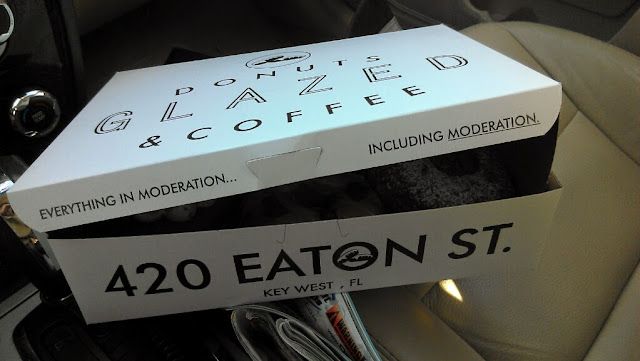 DONUTS
GLAZED
& COFFEE
EVERYTHING IN MODERATION...
INCLUDING MODERATION.
420 EATON ST.
KEY WEST, FL